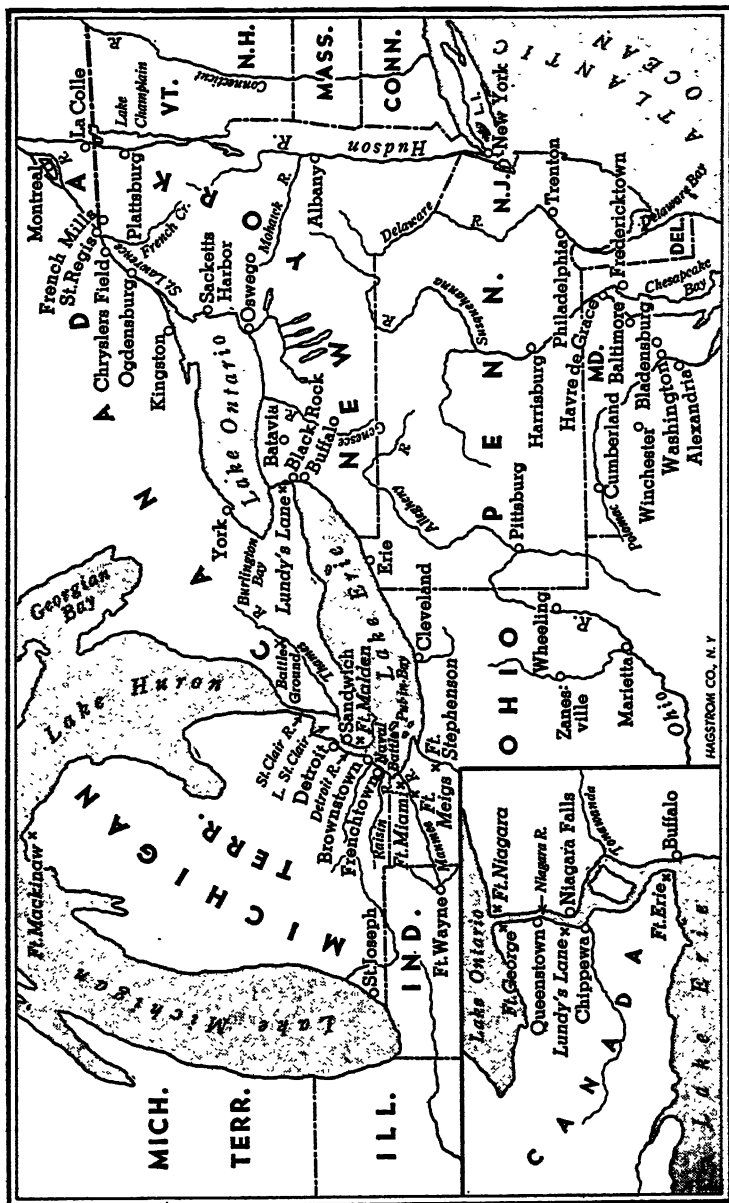 MICH.
TERR.
ILL.
IND.
MICHIGAN
TERR.
Ft.Mackinaw
Lake Michigan
St.Joseph
Ft.Wayne
Maumee
R.
Ft.Miami
Ft.
Meigs
Ft.
Stephenson
Raisin
R.
Frenchtown
Brownstown
Detroit R.
Detroit
L. St.Clair
St.Clair R.
Sandwich
Ft.Malden
Naval
Battle
Put-in-Bay
Lake Huron
Georgian
Bay
Battle
Ground
Thames
R.
CANADA
Burlington
Bay
York
Lundy's Lane
Lake Erie
Cleveland
Erie
Lake Ontario
Batavia
Black Rock
Buffalo
Genesee
R.
Kingston
Ogdensburg
Chryslers Field
St.Regis
French Mills
Montreal
R.
La Colle
Plattsburg
St.Lawrence
French Cr.
Sacketts
Harbor
Oswego
Mohawk R.
Albany
NEW YORK
Lake
Champlain
VT.
N.H.
MASS.
CONN.
Connecticut
R.
Hudson
R.
L.I.
New York
ATLANTIC
OCEAN
N.J.
Trenton
Delaware
R.
Delaware Bay
DEL.
Philadelphia
Fredericktown
Havre de Grace
MD.
Baltimore
Chesapeake
Bay
Bladensburg
Washington
Alexandria
Winchester
Cumberland
Potomac
Harrisburg
Susquehanna
R.
PENN.
Allegheny
R.
Pittsburg
OHIO
Wheeling
Zanes-
ville
Marietta
Ohio
R.
HAGSTROM CO., N.Y
Lake Ontario
Ft.George
Ft.Niagara
Niagara R.
Queenstown
Lundy's Lane
Niagara Falls
Chippewa
Tonawanda
Ft.Erie
Buffalo
CANADA
Lake Erie